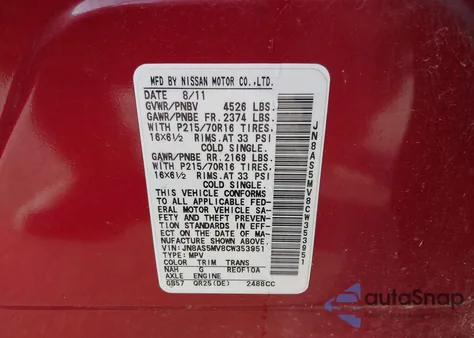 MFD BY NISSAN MOTOR CO.,LTD.
DATE 8/11
GVWR/PNBV 4526 LBS.
GAWR/PNBE FR. 2374 LBS.
WITH P215/70R16 TIRES,
16X6½ RIMS, AT 33 PSI
COLD SINGLE.
GAWR/PNBE RR. 2169 LBS.
WITH P215/70R16 TIRES,
16X6½ RIMS, AT 33 PSI
COLD SINGLE.
THIS VEHICLE CONFORMS
TO ALL APPLICABLE FED-
ERAL MOTOR VEHICLE SA-
FETY AND THEFT PREVEN-
TION STANDARDS IN EFF-
ECT ON THE DATE OF MA-
NUFACTURE SHOWN ABOVE.
VIN: JN8AS5MV8CW353951
TYPE: MPV
COLOR TRIM TRANS
NAH G RE0F10A
AXLE ENGINE
GB57 QR25(DE) 2488CC
JN8AS5MV8CW353951
autoSnap